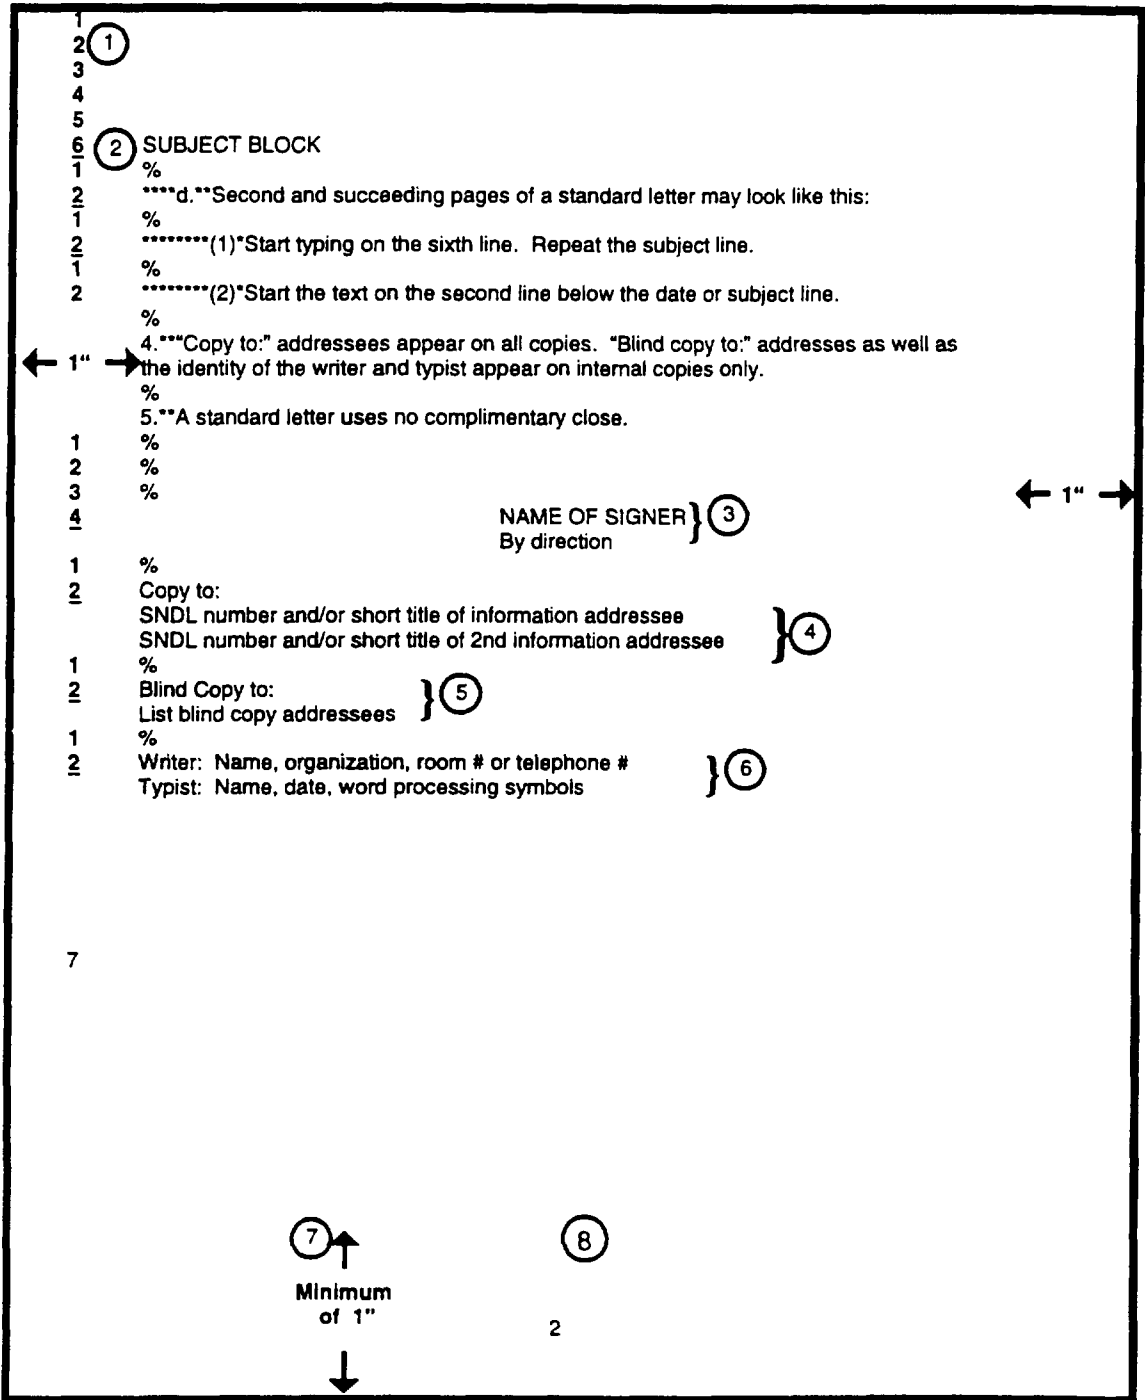 1
2 1
3
4
5
6 2 SUBJECT BLOCK
1 %
2 ****d.**Second and succeeding pages of a standard letter may look like this:
1 %
2 ********(1)*Start typing on the sixth line. Repeat the subject line.
1 %
2 ********(2)*Start the text on the second line below the date or subject line.
%
4.**"Copy to:" addressees appear on all copies. "Blind copy to:" addresses as well as
1" the identity of the writer and typist appear on internal copies only.
%
5.**A standard letter uses no complimentary close.
1 %
2 %
3 % 1"
4 NAME OF SIGNER } 3
By direction
1 %
2 Copy to:
SNDL number and/or short title of information addressee
SNDL number and/or short title of 2nd information addressee } 4
1 %
2 Blind Copy to: } 5
List blind copy addressees
1 %
2 Writer: Name, organization, room # or telephone # } 6
Typist: Name, date, word processing symbols
7
7 8
Minimum
of 1"
2